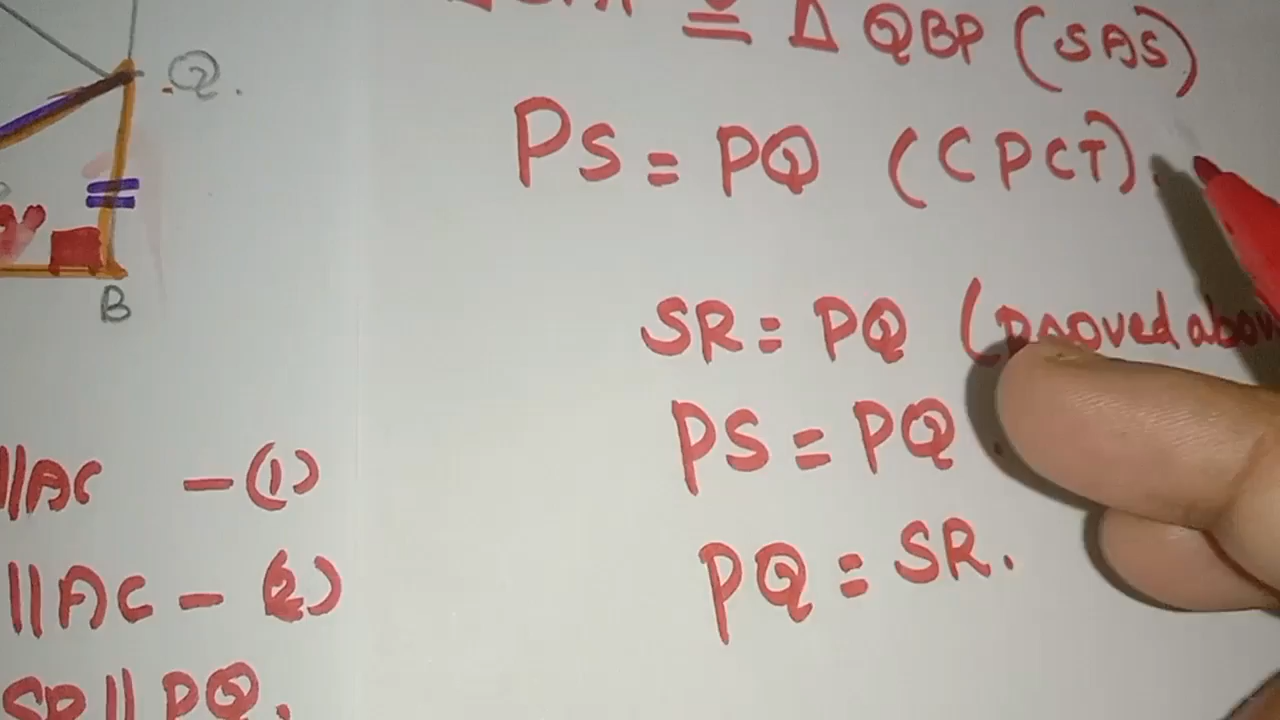 ≅ Δ QBP (SAS)
PS = PQ (CPCT).
SR = PQ (proved above
PS = PQ
PQ = SR.
Q.
B
||AC - (1)
||AC - (2)
SR || PQ.